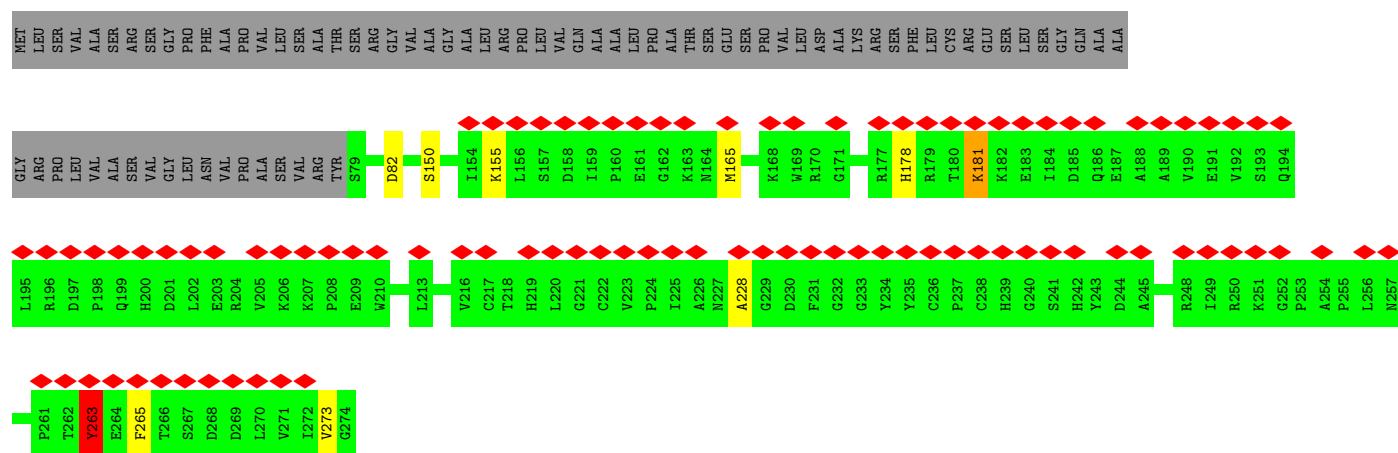 MET LEU SER VAL ALA SER ARG SER GLY PRO PHE ALA PRO VAL LEU SER ALA THR SER ARG GLY VAL ALA GLY ALA LEU ARG PRO LEU VAL GLN ALA ALA LEU PRO ALA THR SER GLU SER PRO VAL LEU ASP ALA LYS ARG SER PHE LEU CYS ARG GLU SER LEU SER GLY GLN ALA ALA
GLY ARG PRO LEU VAL ALA SER VAL GLY LEU ASN VAL PRO ALA SER VAL ARG TYR S79 D82 S150 I154 K155 L156 S157 D158 I159 P160 E161 G162 K163 N164 M165 K168 W169 R170 G171 R177 H178 R179 T180 K181 K182 E183 I184 D185 Q186 E187 A188 A189 V190 E191 V192 S193 Q194
L195 R196 D197 P198 Q199 H200 D201 L202 E203 R204 V205 K206 K207 P208 E209 W210 L213 V216 C217 T218 H219 L220 G221 C222 V223 P224 I225 A226 N227 A228 G229 D230 F231 G232 G233 Y234 Y235 C236 P237 C238 H239 G240 S241 H242 Y243 D244 A245 R248 I249 R250 K251 G252 P253 A254 P255 L256 N257
P261 T262 Y263 E264 F265 T266 S267 D268 D269 L270 V271 I272 V273 G274